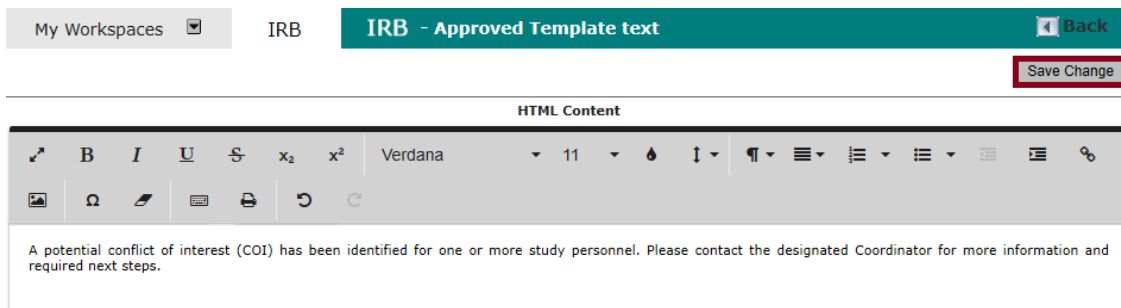 My Workspaces IRB IRB - Approved Template text Back
Save Change
HTML Content
B I U S x₂ x² Verdana 11 ¶
Ω
A potential conflict of interest (COI) has been identified for one or more study personnel. Please contact the designated Coordinator for more information and
required next steps.